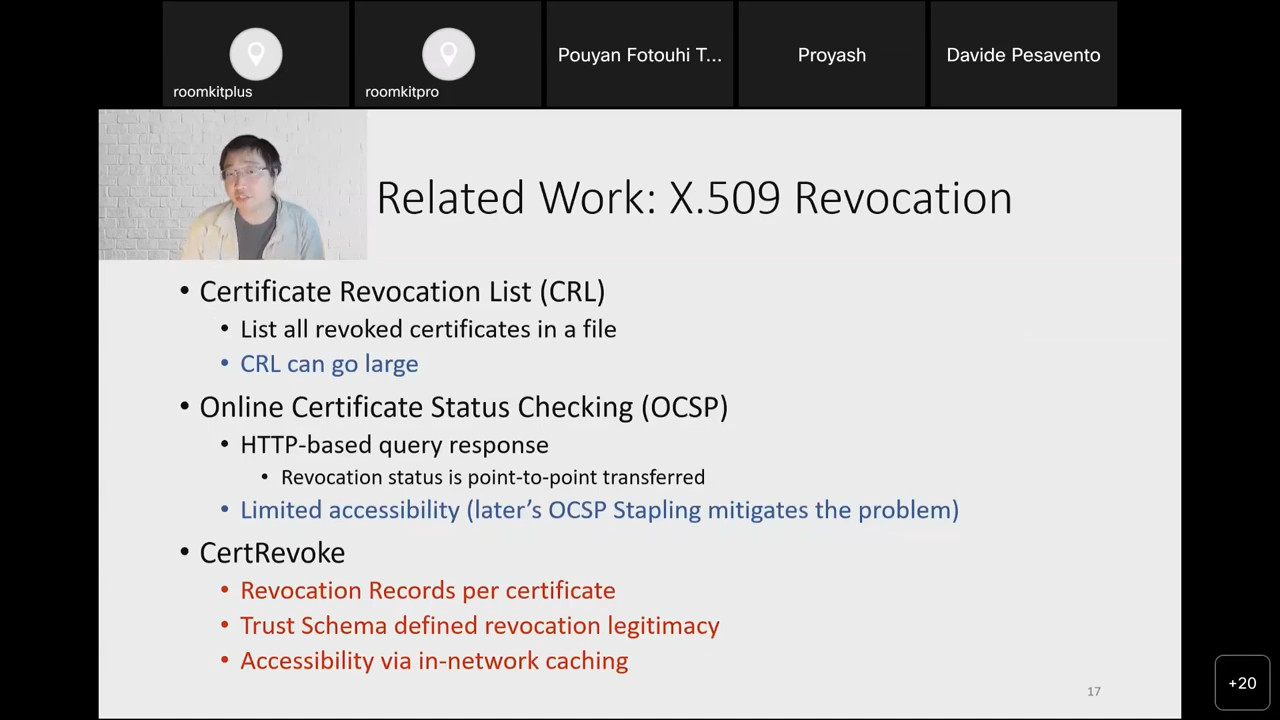 roomkitplus
roomkitpro
Pouyan Fotouhi T...
Proyash
Davide Pesavento
Related Work: X.509 Revocation
• Certificate Revocation List (CRL)
• List all revoked certificates in a file
• CRL can go large
• Online Certificate Status Checking (OCSP)
• HTTP-based query response
• Revocation status is point-to-point transferred
• Limited accessibility (later’s OCSP Stapling mitigates the problem)
• CertRevoke
• Revocation Records per certificate
• Trust Schema defined revocation legitimacy
• Accessibility via in-network caching
17
+20